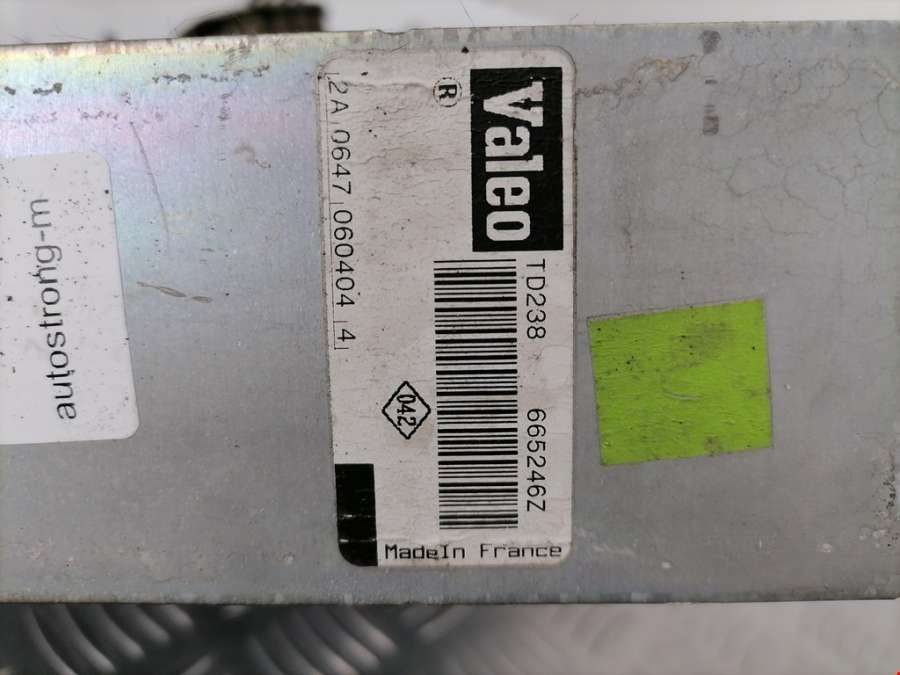 autostrong-m
Valeo
®
TD238 665246Z
042
2A 0647 060404 4
MadeIn France